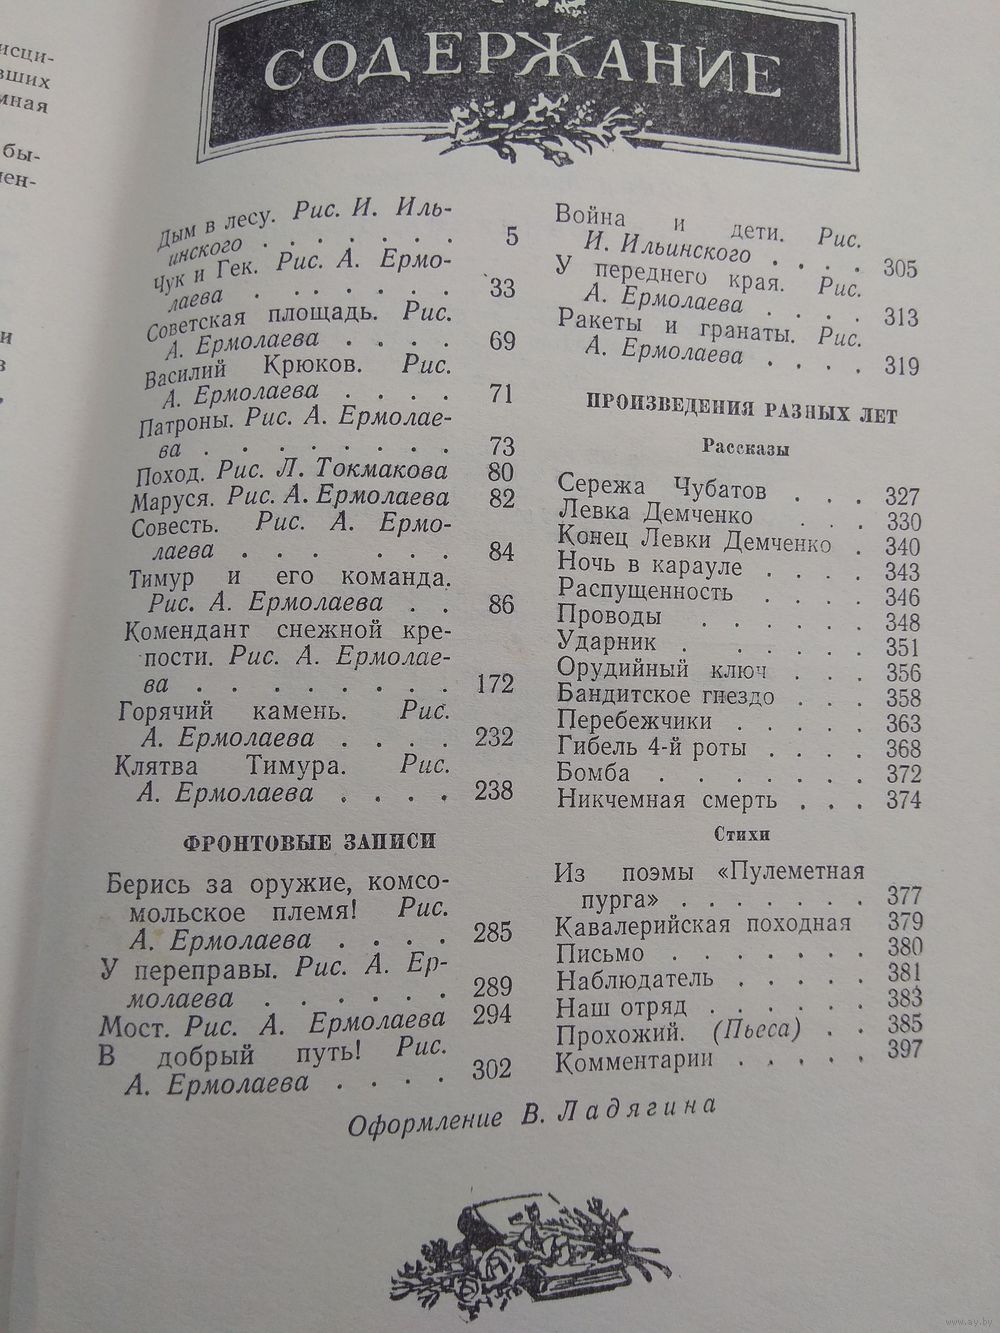 исци-
вших
мная
бы-
и
в
СОДЕРЖАНИЕ
Дым в лесу. Рис. И. Иль-
инского . . . . . . . 5
Чук и Гек. Рис. А. Ермо-
лаева . . . . . . . 33
Советская площадь. Рис.
А. Ермолаева . . . . 69
Василий Крюков. Рис.
А. Ермолаева . . . . 71
Патроны. Рис. А. Ермолае-
ва . . . . . . . . 73
Поход. Рис. Л. Токмакова 80
Маруся. Рис. А. Ермолаева 82
Совесть. Рис. А. Ермо-
лаева . . . . . . 84
Тимур и его команда.
Рис. А. Ермолаева . . 86
Комендант снежной кре-
пости. Рис. А. Ермолае-
ва . . . . . . . . 172
Горячий камень. Рис.
А. Ермолаева . . . . 232
Клятва Тимура. Рис.
А. Ермолаева . . . . 238
ФРОНТОВЫЕ ЗАПИСИ
Берись за оружие, комсо-
мольское племя! Рис.
А. Ермолаева . . . . 285
У переправы. Рис. А. Ер-
молаева . . . . . . 289
Мост. Рис. А. Ермолаева 294
В добрый путь! Рис.
А. Ермолаева . . . . 302
Война и дети. Рис.
И. Ильинского . . . . 305
У переднего края. Рис.
А. Ермолаева . . . . 313
Ракеты и гранаты. Рис.
А. Ермолаева . . . . 319
ПРОИЗВЕДЕНИЯ РАЗНЫХ ЛЕТ
Рассказы
Сережа Чубатов . . . 327
Левка Демченко . . . 330
Конец Левки Демченко . 340
Ночь в карауле . . . . 343
Распущенность . . . . 346
Проводы . . . . . . 348
Ударник . . . . . . 351
Орудийный ключ . . . 356
Бандитское гнездо . . . 358
Перебежчики . . . . . 363
Гибель 4-й роты . . . . 368
Бомба . . . . . . . 372
Никчемная смерть . . . 374
Стихи
Из поэмы «Пулеметная
пурга» . . . . . . . 377
Кавалерийская походная 379
Письмо . . . . . . . 380
Наблюдатель . . . . . 381
Наш отряд . . . . . . 383
Прохожий. (Пьеса) . . 385
Комментарии . . . . . 397
Оформление В. Ладягина
www.ay.by